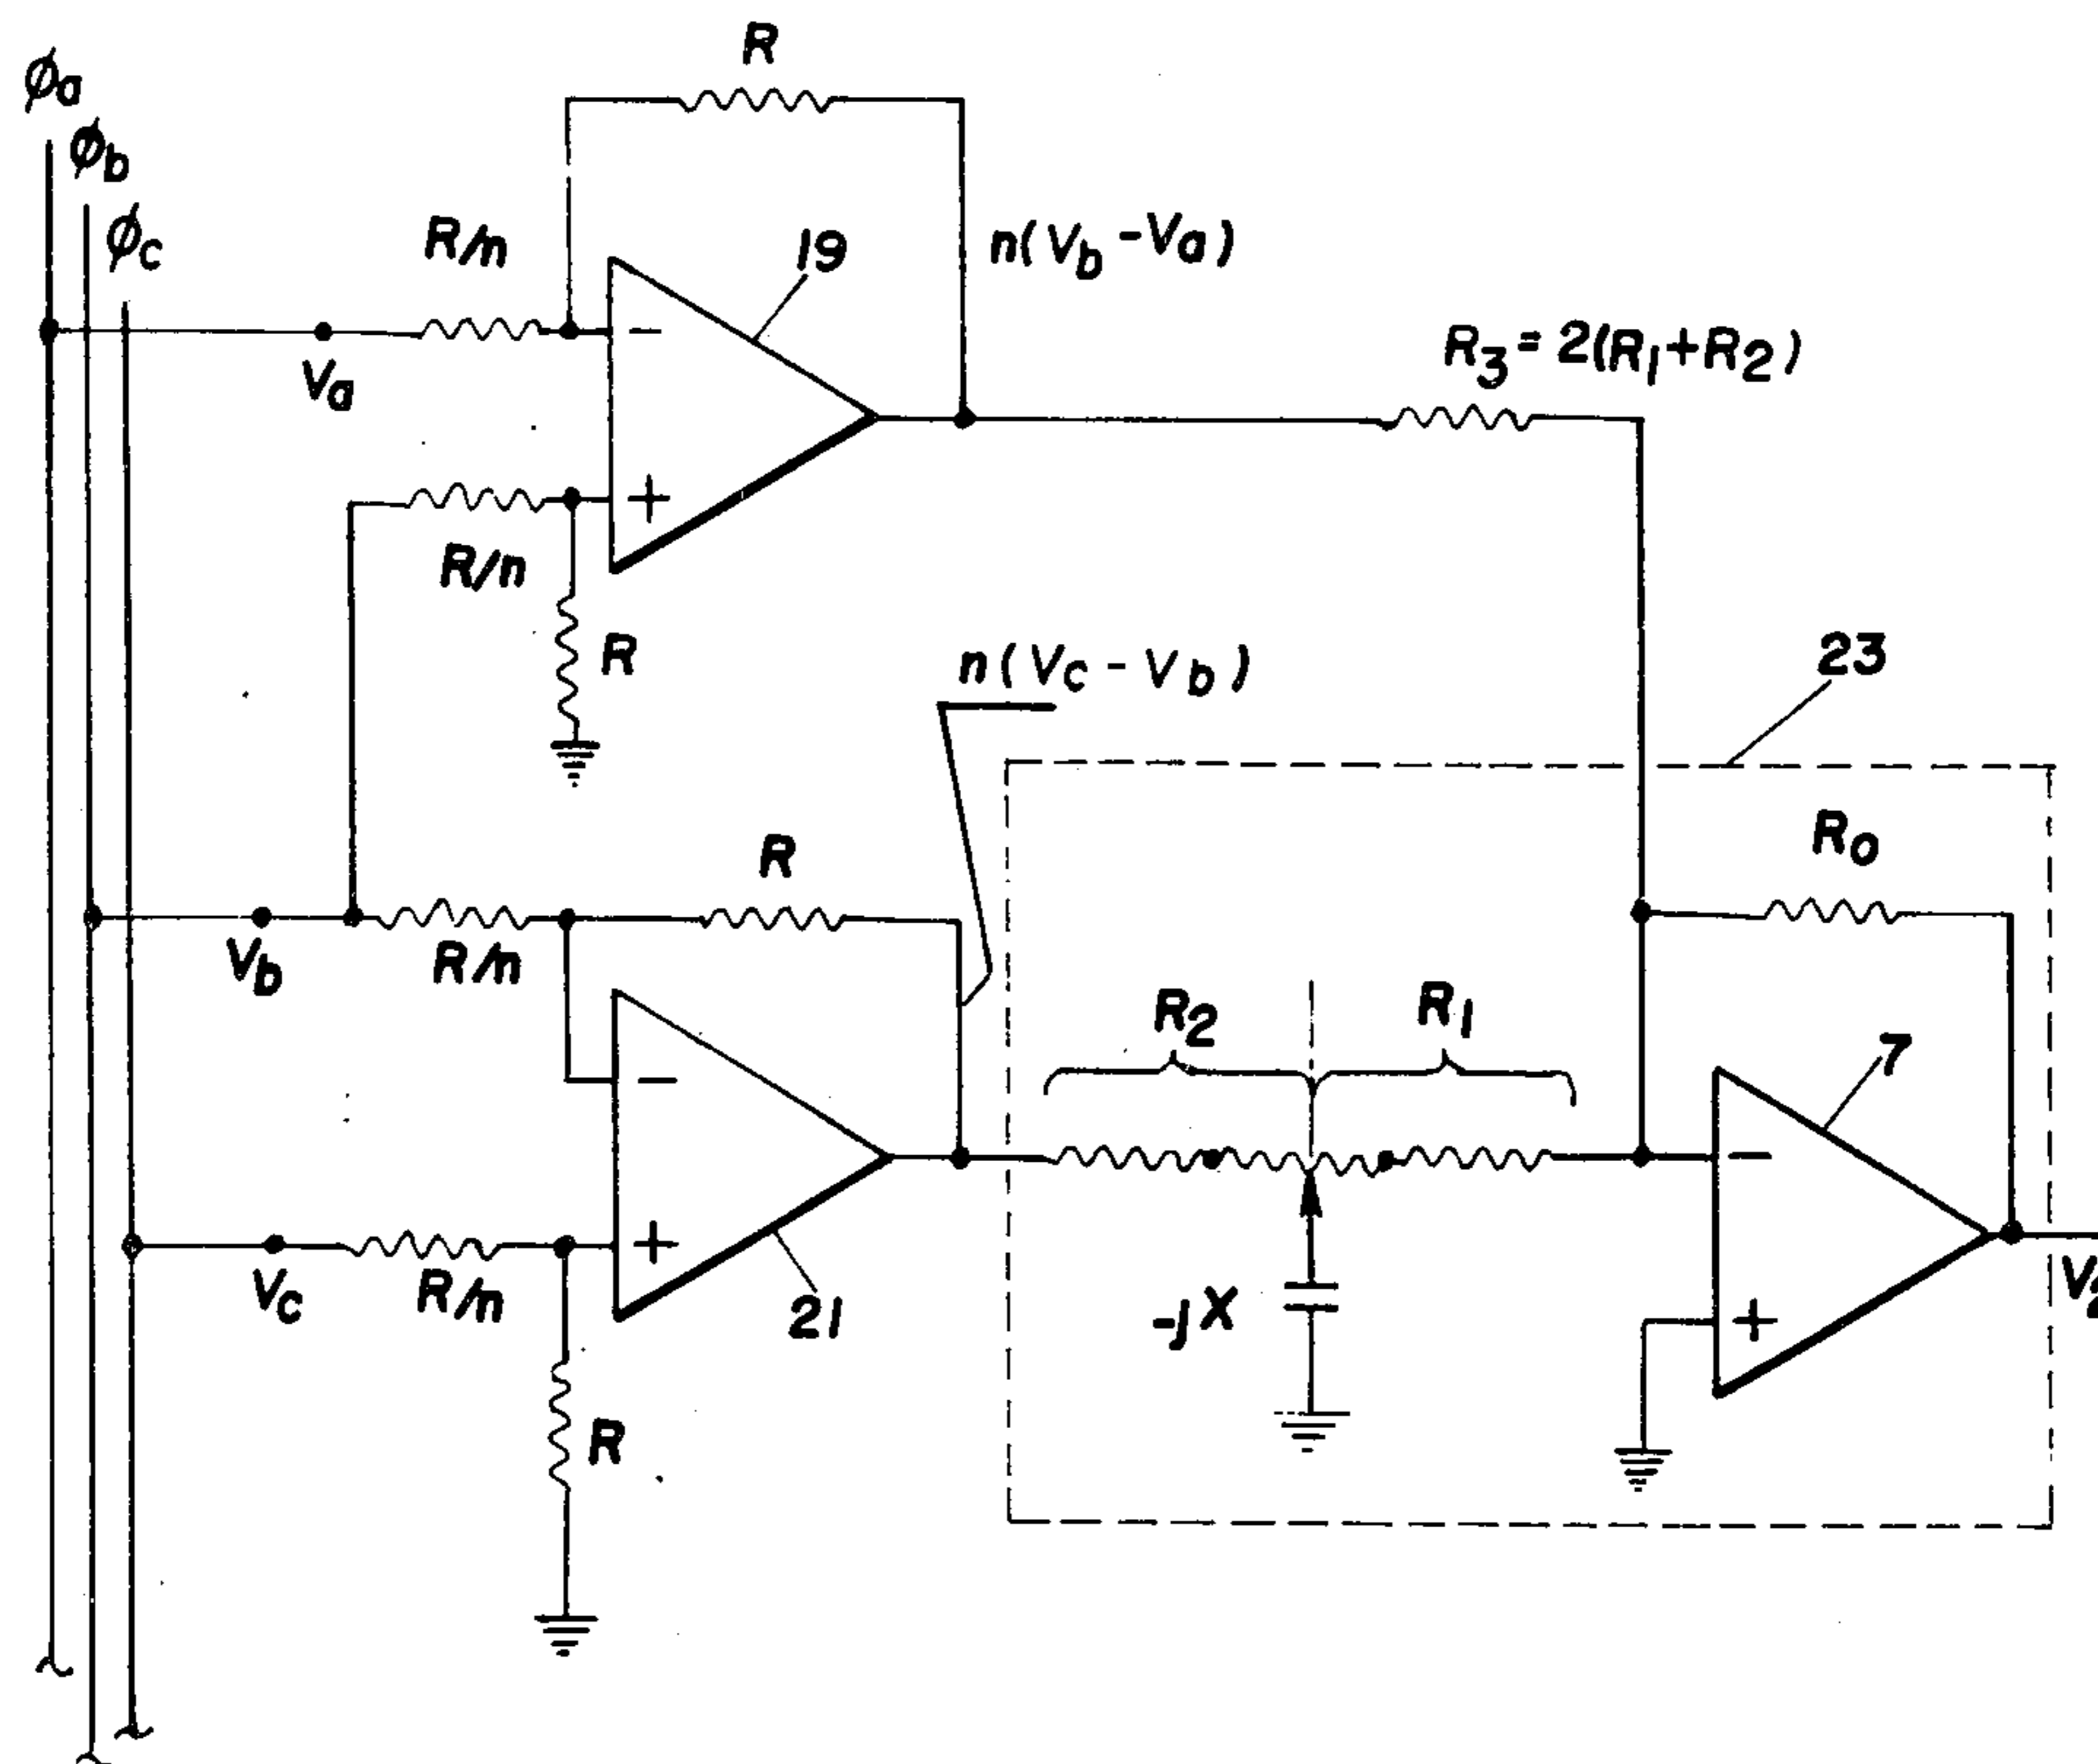 R
φa
φb
φc
R/n
19
n(Vb-Va)
R3=2(R1+R2)
Va
-
+
R/n
R
n(Vc-Vb)
23
R
Ro
Vb
R/n
R2
R1
7
-
-
+
Vc
R/n
21
-jX
+
R